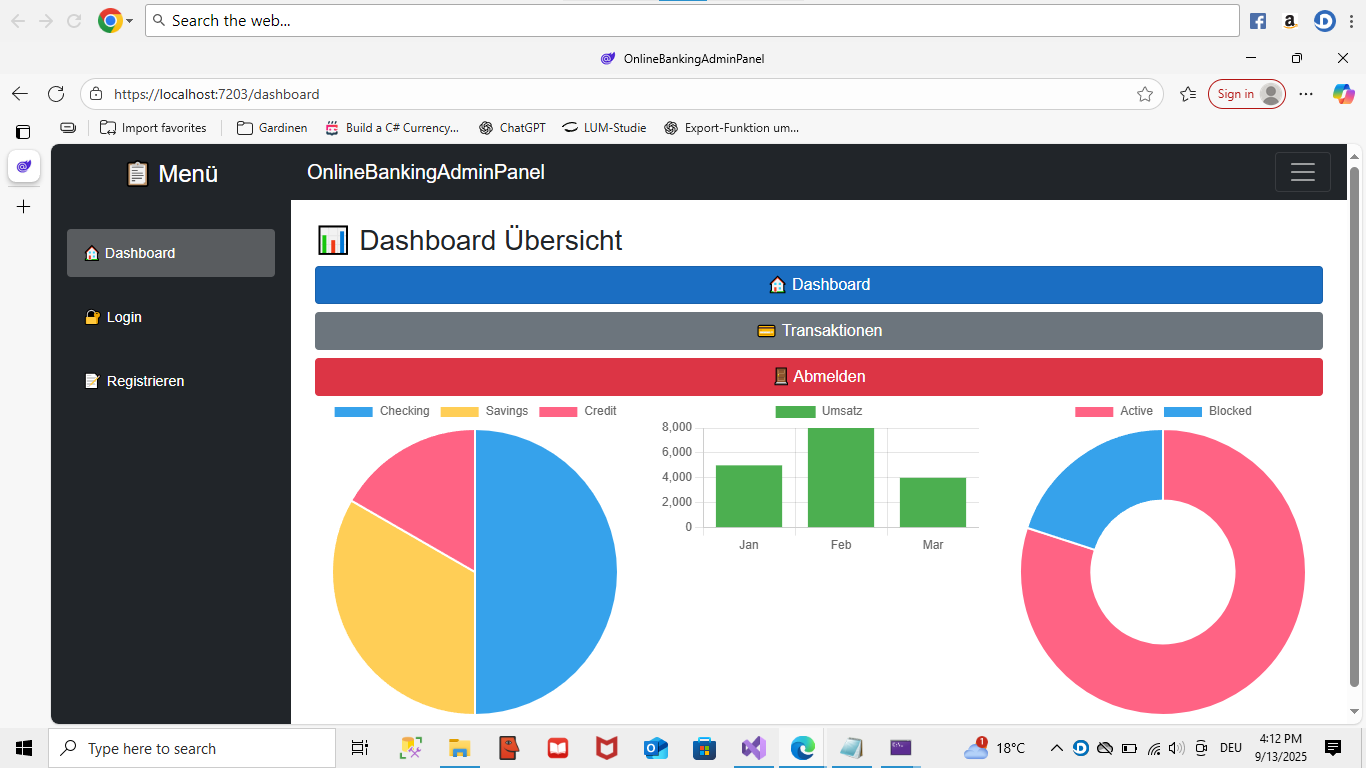 Search the web...
OnlineBankingAdminPanel
https://localhost:7203/dashboard
Sign in
Import favorites
Gardinen
Build a C# Currency...
ChatGPT
LUM-Studie
Export-Funktion um...
Menü
OnlineBankingAdminPanel
Dashboard
Login
Registrieren
Dashboard Übersicht
Dashboard
Transaktionen
Abmelden
Checking Savings Credit
Umsatz
8,000
6,000
4,000
2,000
0
Jan Feb Mar
Active Blocked
Type here to search
1
18°C
DEU
4:12 PM
9/13/2025